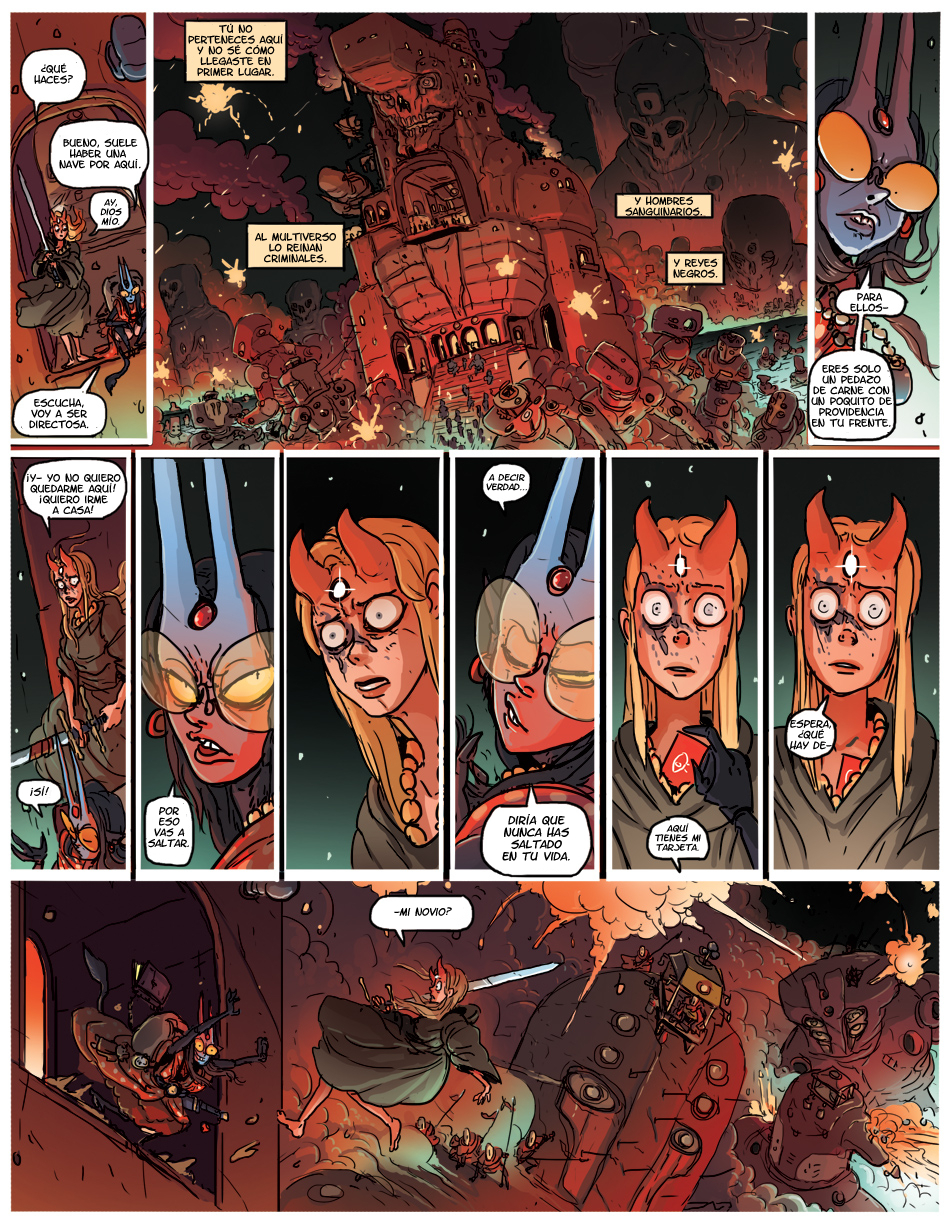 ¿QUÉ
HACES?
BUENO, SUELE
HABER UNA
NAVE POR AQUÍ.
AY,
DIOS
MÍO.
ESCUCHA,
VOY A SER
DIRECTOSA.
TÚ NO
PERTENECES AQUÍ
Y NO SÉ CÓMO
LLEGASTE EN
PRIMER LUGAR.
AL MULTIVERSO
LO REINAN
CRIMINALES.
Y HOMBRES
SANGUINARIOS.
Y REYES
NEGROS.
PARA
ELLOS-
ERES SOLO
UN PEDAZO
DE CARNE CON
UN POQUITO DE
PROVIDENCIA
EN TU FRENTE.
¡Y- YO NO QUIERO
QUEDARME AQUÍ!
¡QUIERO IRME
A CASA!
¡SÍ!
POR
ESO
VAS A
SALTAR.
A DECIR
VERDAD...
DIRÍA QUE
NUNCA HAS
SALTADO
EN TU VIDA.
AQUÍ
TIENES MI
TARJETA.
ESPERA,
¿QUÉ
HAY DE-
-MI NOVIO?